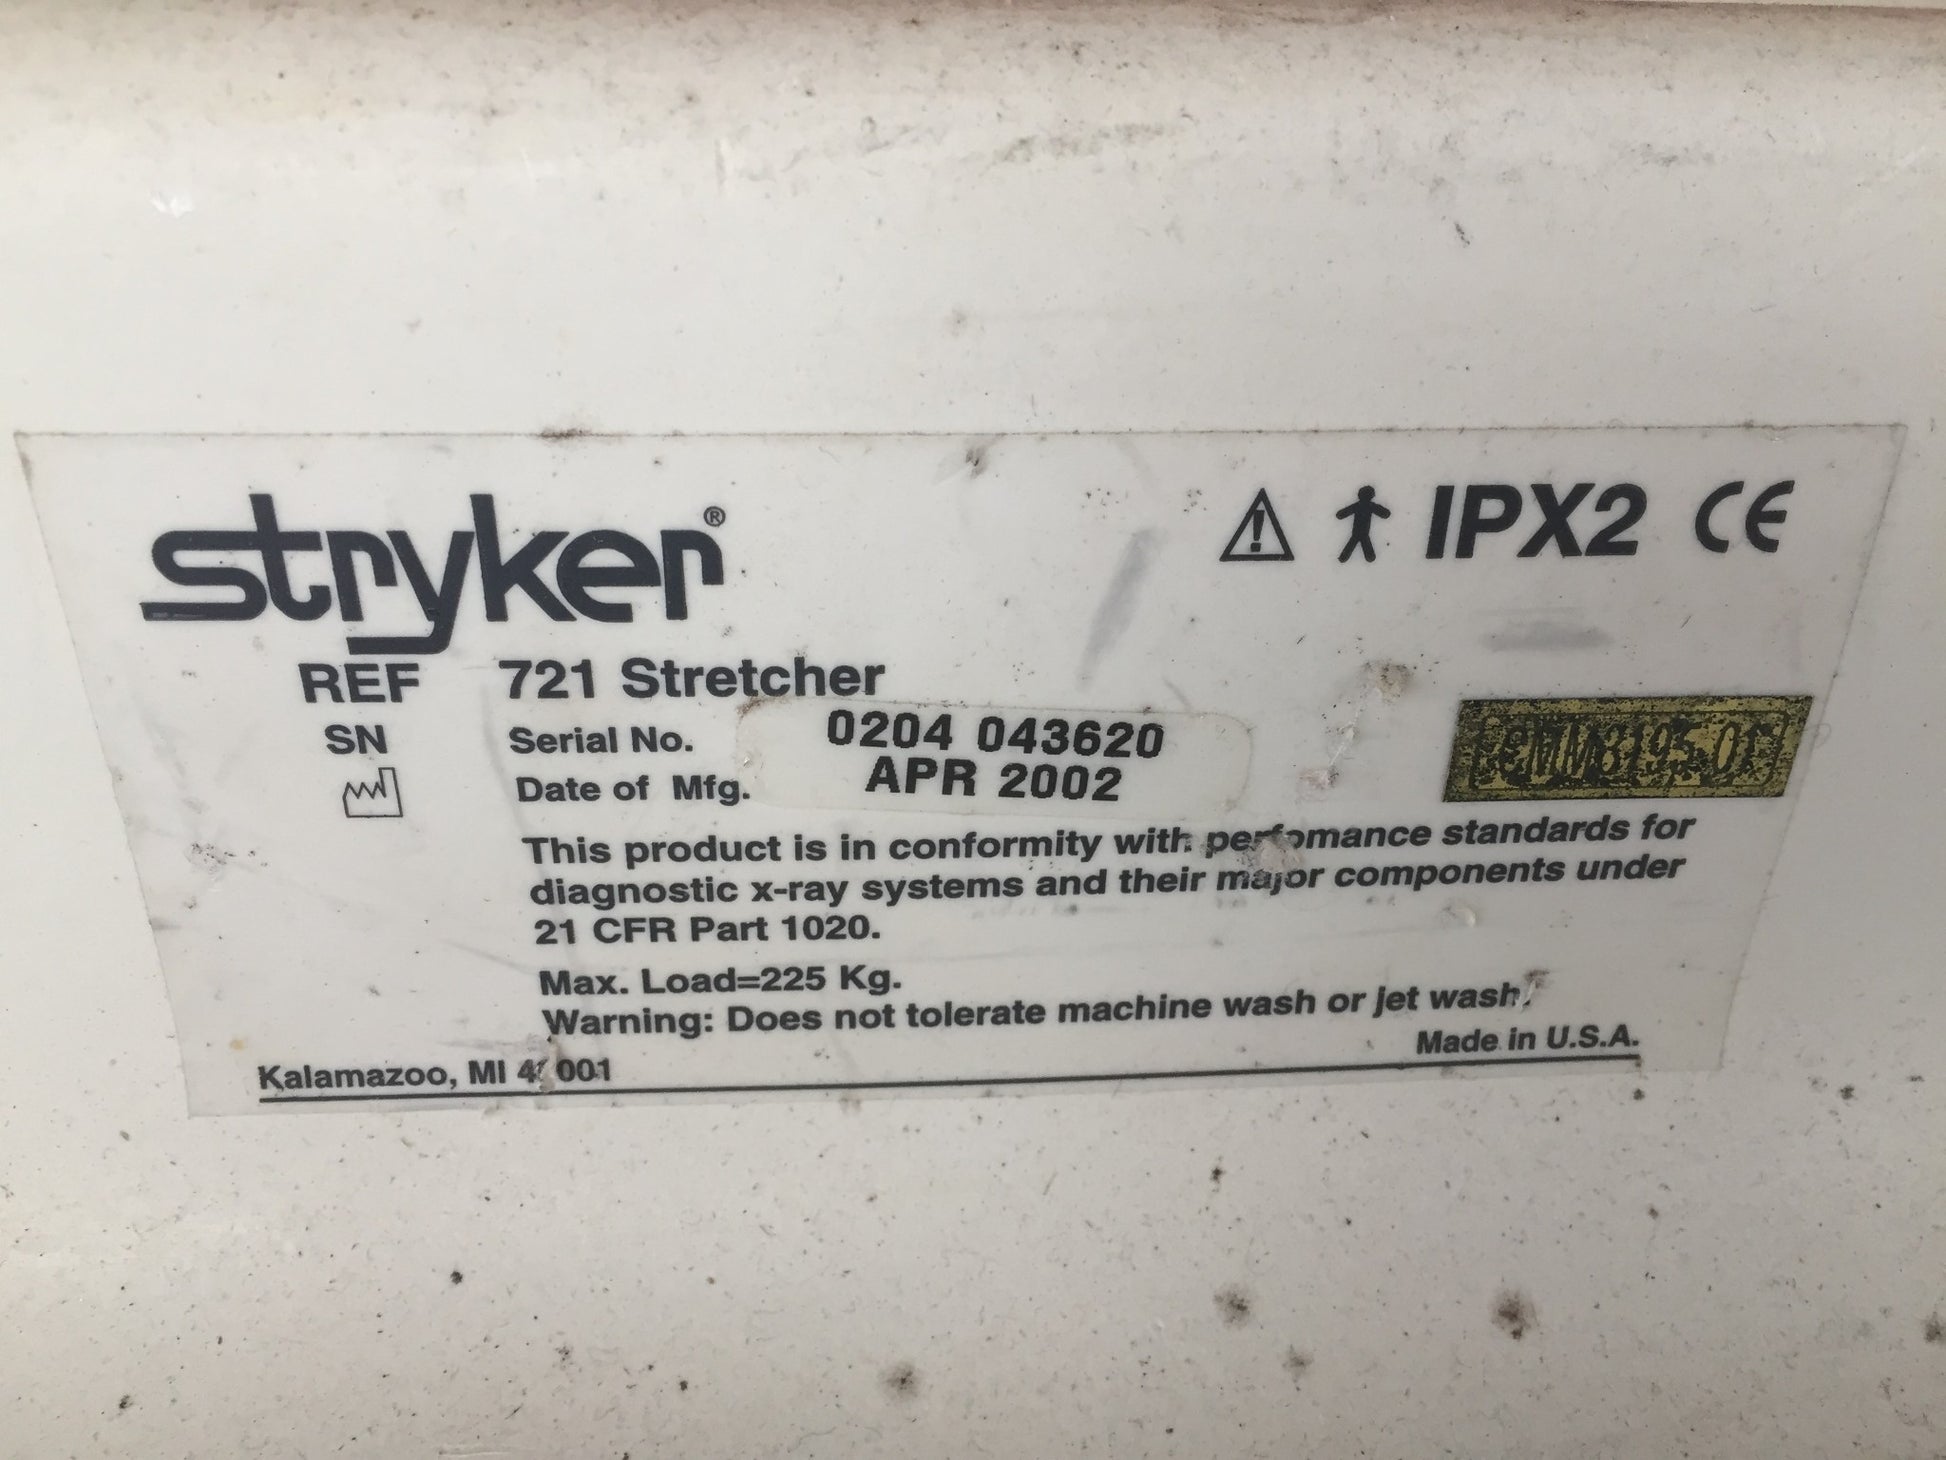 stryker®
IPX2 CE
REF 721 Stretcher
SN Serial No. 0204 043620
Date of Mfg. APR 2002
This product is in conformity with perfomance standards for
diagnostic x-ray systems and their major components under
21 CFR Part 1020.
Max. Load=225 Kg.
Warning: Does not tolerate machine wash or jet wash.
Made in U.S.A.
Kalamazoo, MI